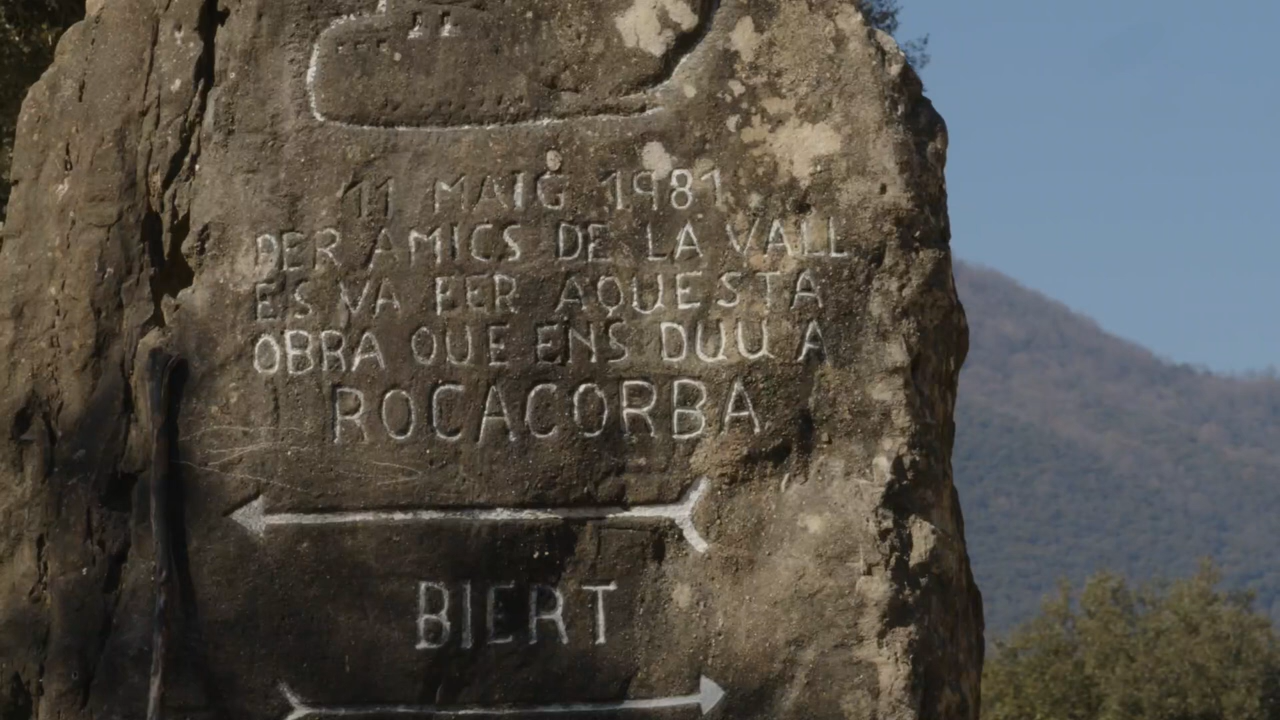 11 MAIG 1981
PER AMICS DE LA VALL
ES VA FER AQUESTA
OBRA QUE ENS DUU A
ROCACORBA
BIERT